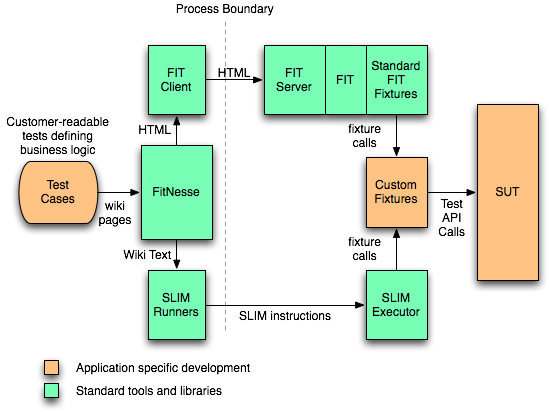 Process Boundary
FIT
Client
HTML
FIT
Server
FIT
Standard
FIT
Fixtures
Customer-readable
tests defining
business logic
HTML
fixture
calls
Test
Cases
wiki
pages
FitNesse
Custom
Fixtures
Test
API
Calls
SUT
Wiki Text
fixture
calls
SLIM
Runners
SLIM instructions
SLIM
Executor
Application specific development
Standard tools and libraries